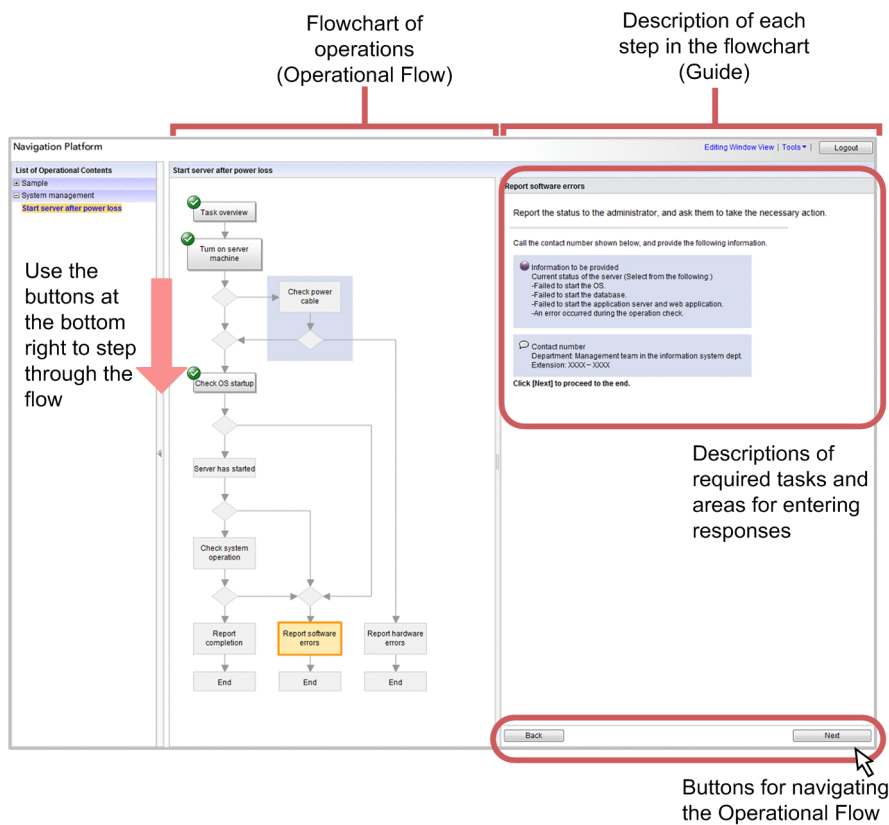 Flowchart of
operations
(Operational Flow)
Description of each
step in the flowchart
(Guide)
Navigation Platform
Editing Window View | Tools ▾ |
Logout
List of Operational Contents
Sample
System management
Start server after power loss
Use the
buttons at
the bottom
right to step
through the
flow
Start server after power loss
Task overview
Turn on server
machine
Check power
cable
Check OS startup
Server has started
Check system
operation
Report
completion
Report software
errors
Report hardware
errors
End
End
End
Report software errors
Report the status to the administrator, and ask them to take the necessary action.
Call the contact number shown below, and provide the following information.
Information to be provided
Current status of the server (Select from the following:)
-Failed to start the OS.
-Failed to start the database.
-Failed to start the application server and web application.
-An error occurred during the operation check.
Contact number
Department: Management team in the information system dept.
Extension: XXXX－XXXX
Click [Next] to proceed to the end.
Descriptions of
required tasks and
areas for entering
responses
Back
Next
Buttons for navigating
the Operational Flow